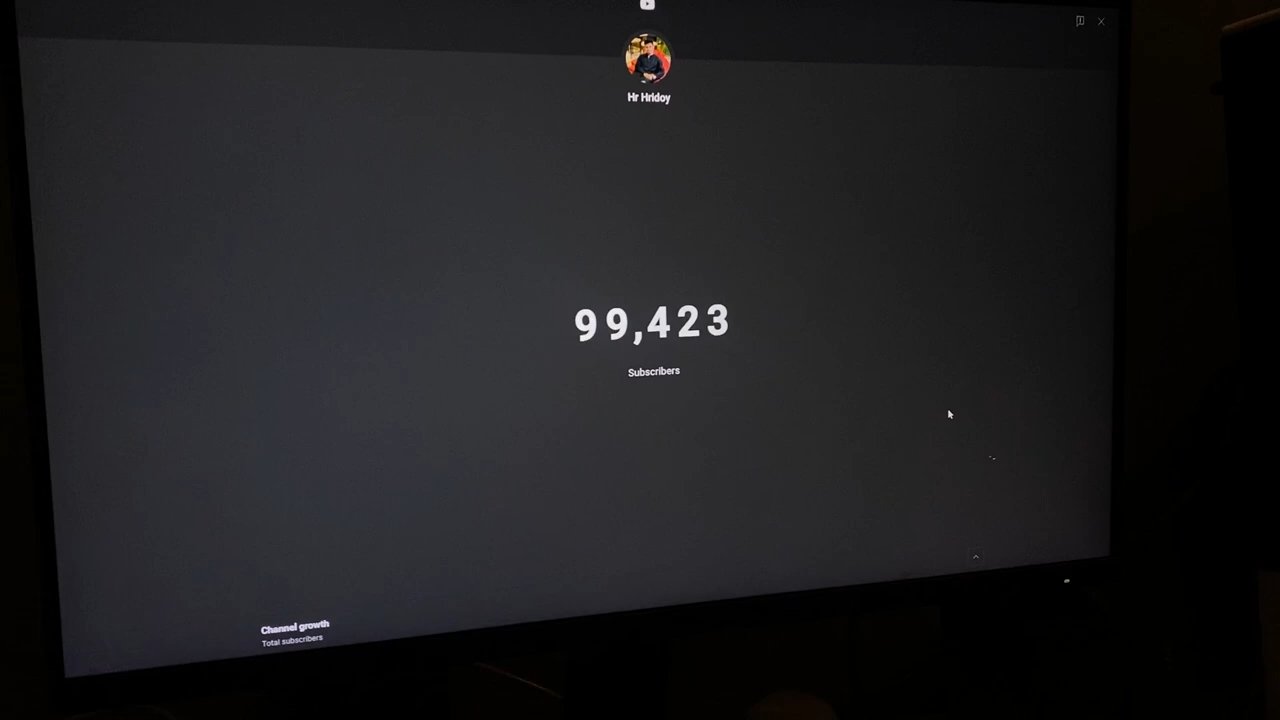 Hr Hridoy
99,423
Subscribers
Channel growth
Total subscribers